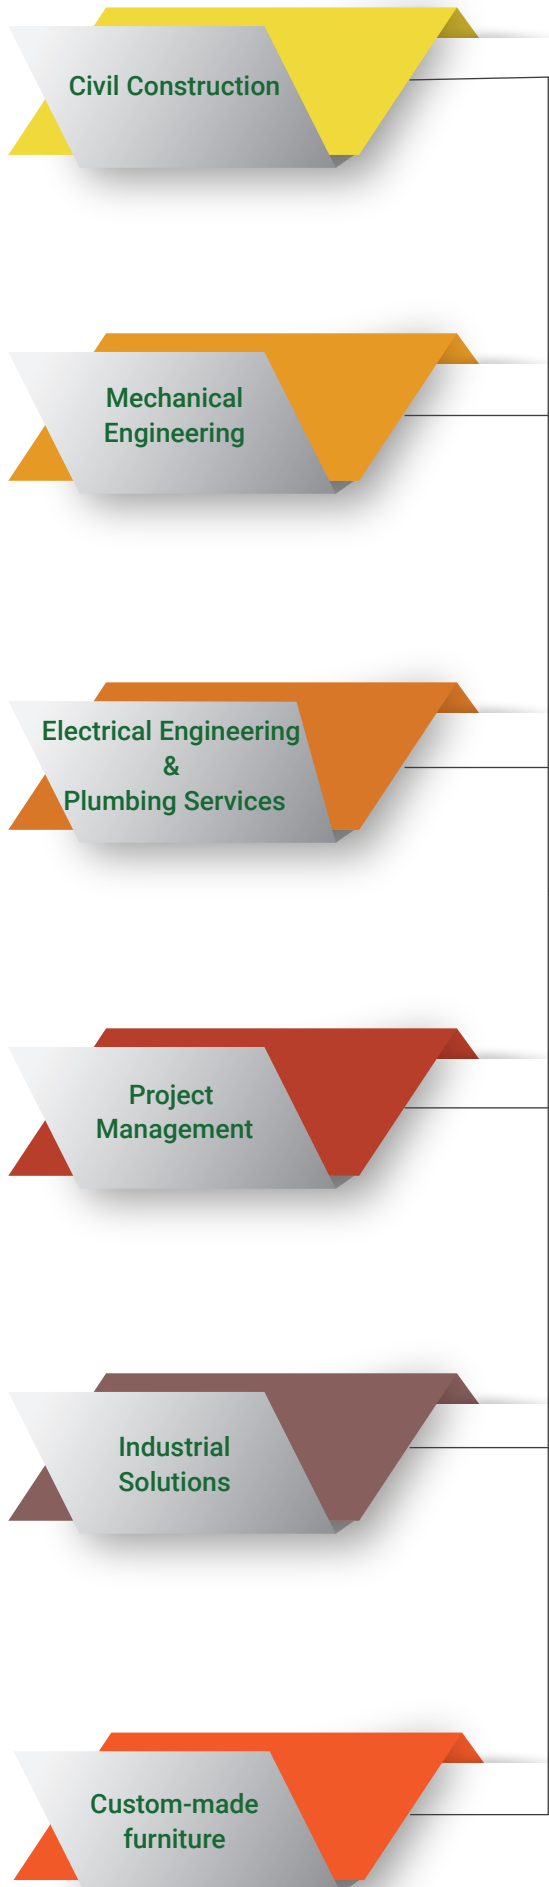 Civil Construction
Mechanical
Engineering
Electrical Engineering
&
Plumbing Services
Project
Management
Industrial
Solutions
Custom-made
furniture